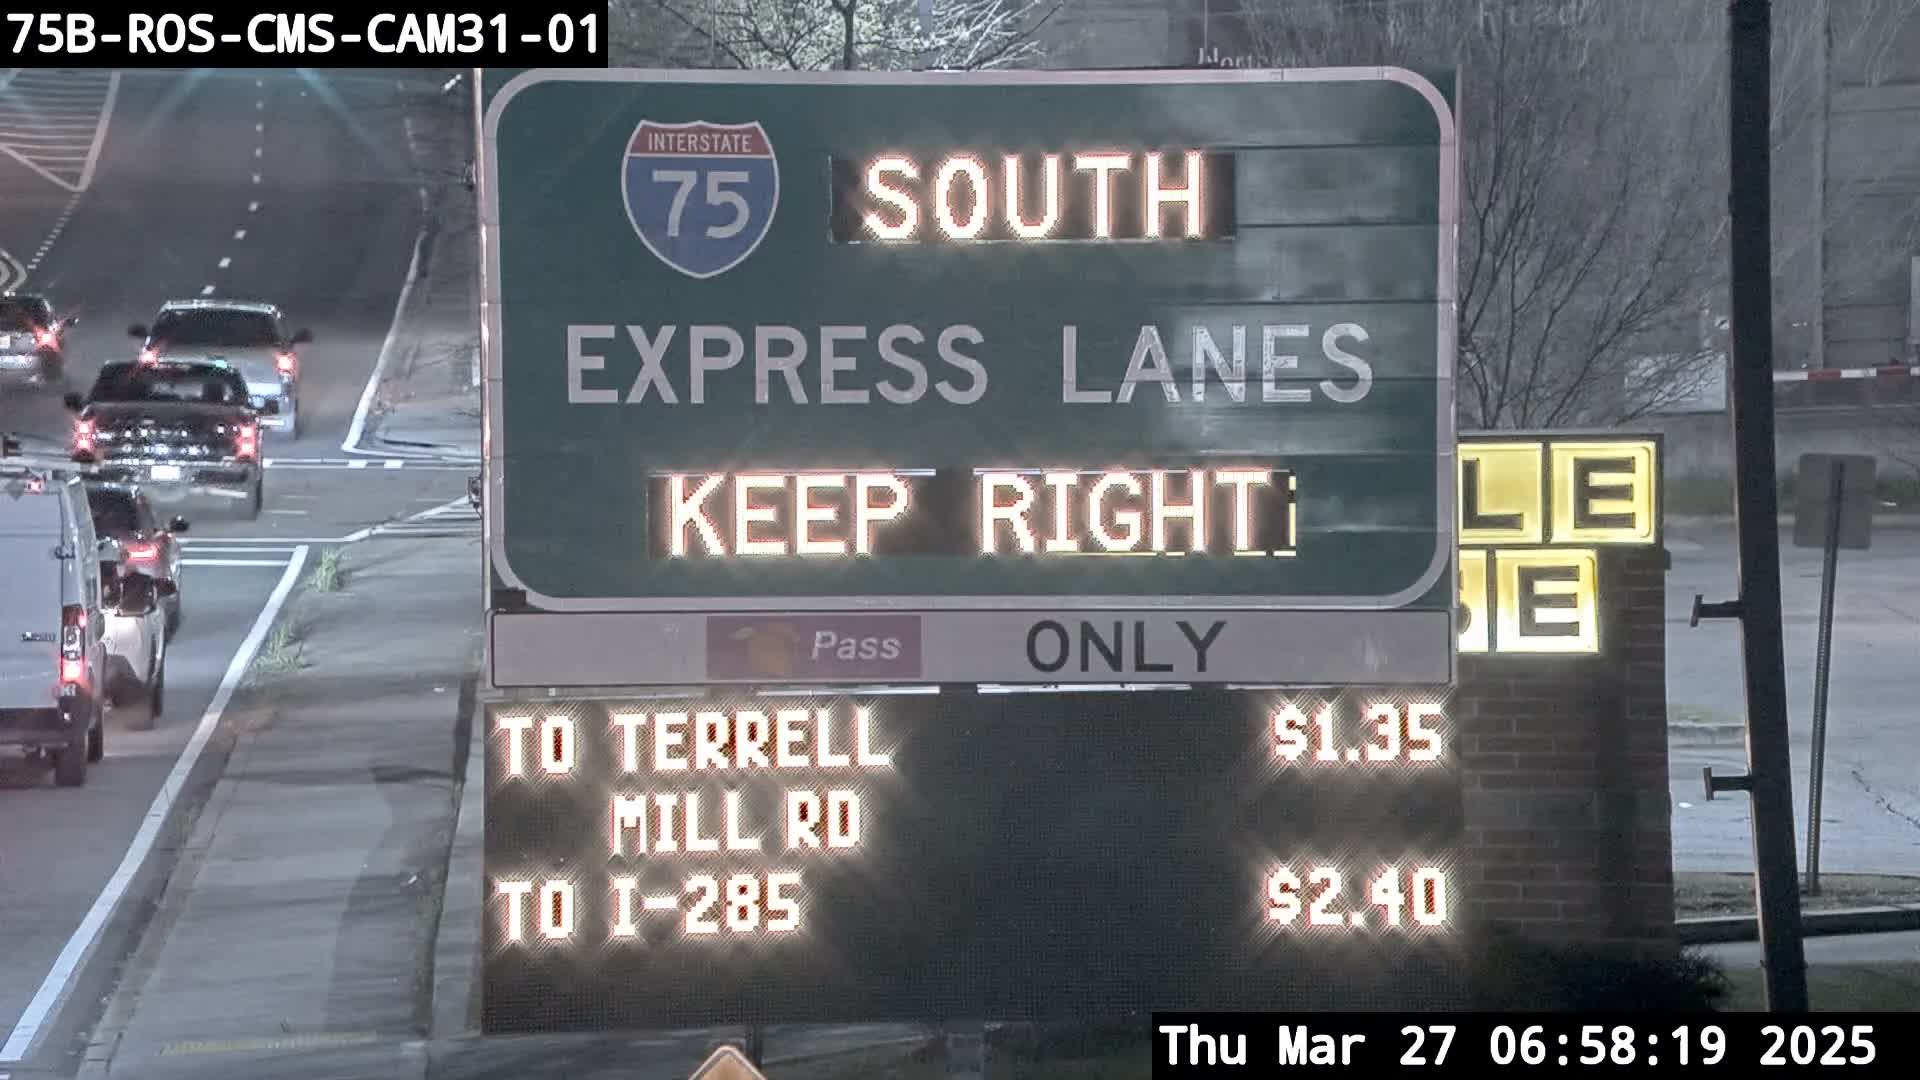 75B-ROS-CMS-CAM31-01
INTERSTATE
75
SOUTH
EXPRESS LANES
KEEP RIGHT
Pass ONLY
TO TERRELL $1.35
MILL RD
TO I-285 $2.40
LE
E
Thu Mar 27 06:58:19 2025